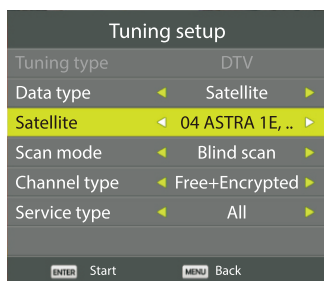 Tuning setup
Tuning type DTV
Data type Satellite
Satellite 04 ASTRA 1E, ..
Scan mode Blind scan
Channel type Free+Encrypted
Service type All
ENTER Start MENU Back